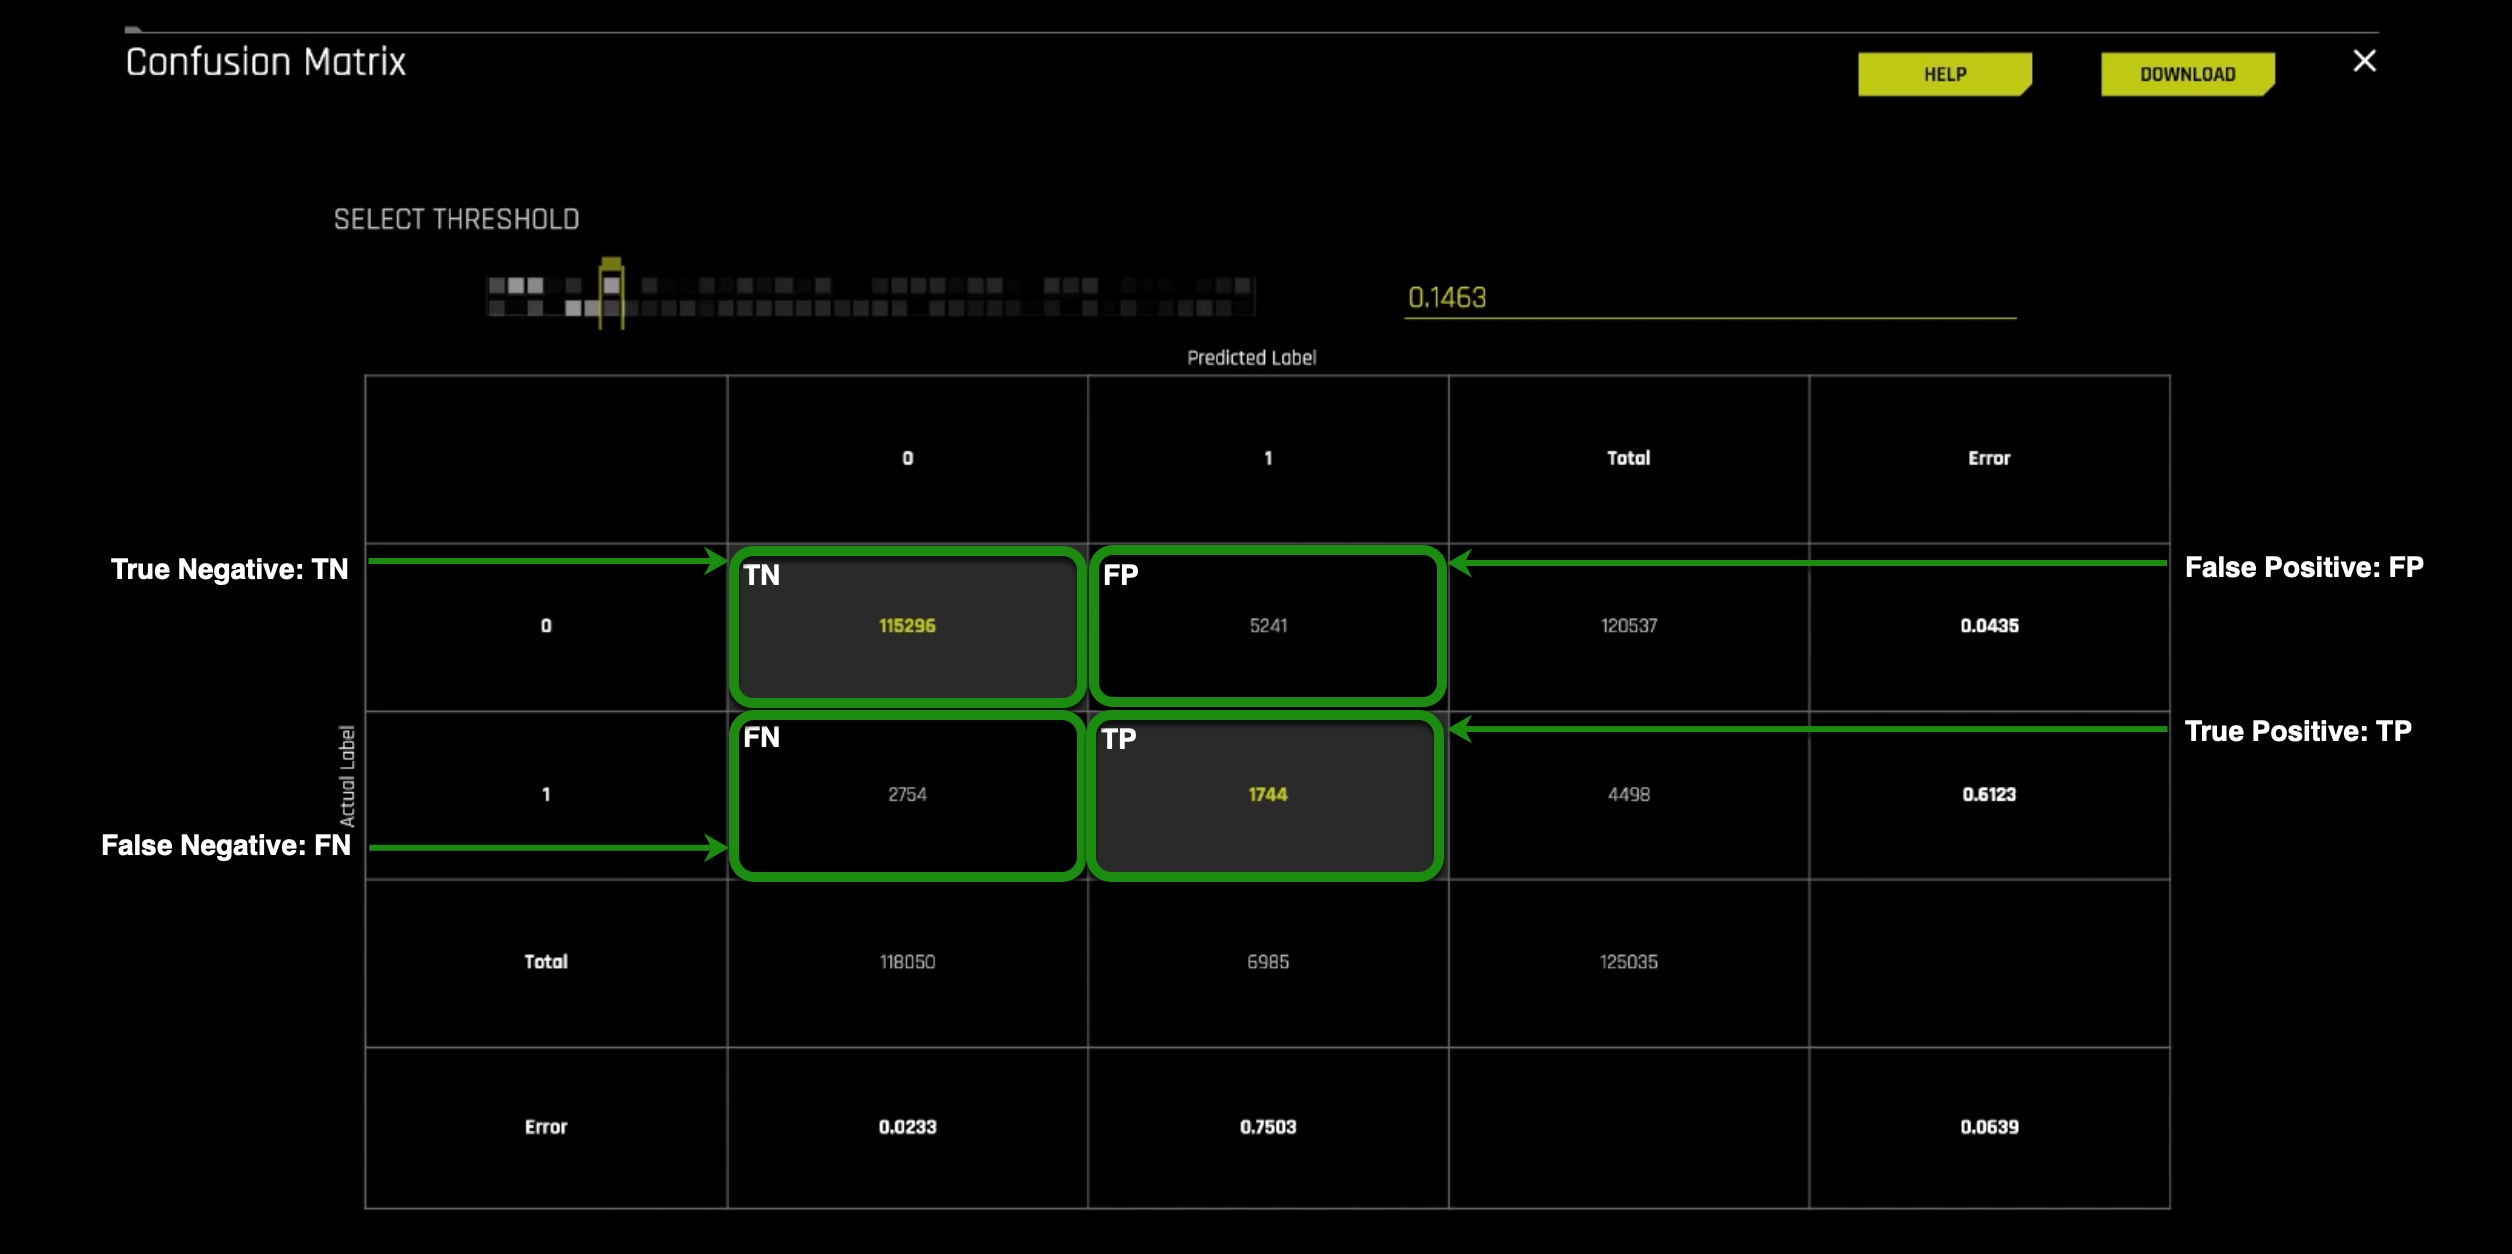 Confusion Matrix
HELP
DOWNLOAD
SELECT THRESHOLD
0.1463
Predicted Label
0 1 Total Error
True Negative: TN
TN
FP
False Positive: FP
0 115296 5241 120537 0.0435
Actual Label
FN
TP
True Positive: TP
1 2754 1744 4498 0.6123
False Negative: FN
Total 118050 6985 125035
Error 0.0233 0.7503 0.0639